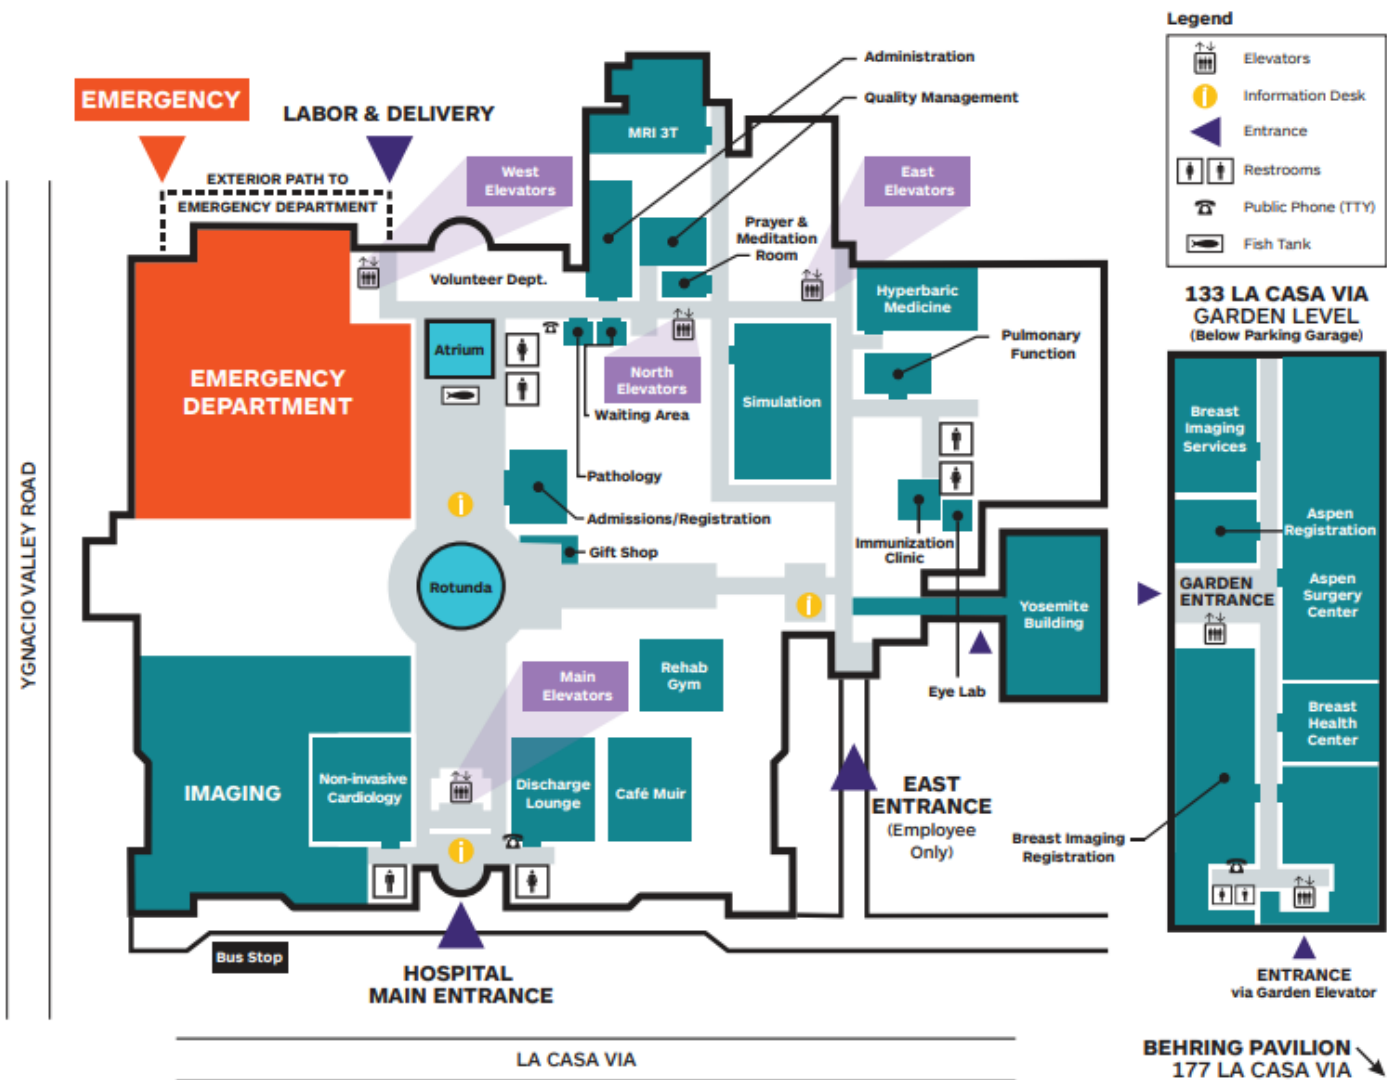 Legend
Elevators
Information Desk
Entrance
Restrooms
Public Phone (TTY)
Fish Tank
EMERGENCY
LABOR & DELIVERY
EXTERIOR PATH TO
EMERGENCY DEPARTMENT
West
Elevators
MRI 3T
Administration
Quality Management
East
Elevators
Prayer &
Meditation
Room
Volunteer Dept.
Hyperbaric
Medicine
Pulmonary
Function
Atrium
North
Elevators
Waiting Area
Simulation
EMERGENCY
DEPARTMENT
Pathology
Admissions/Registration
Gift Shop
Immunization
Clinic
Rotunda
i
i
Yosemite
Building
Eye Lab
YGNACIO VALLEY ROAD
Main
Elevators
Rehab
Gym
IMAGING
Non-invasive
Cardiology
Discharge
Lounge
Café Muir
i
EAST
ENTRANCE
(Employee
Only)
Bus Stop
HOSPITAL
MAIN ENTRANCE
LA CASA VIA
133 LA CASA VIA
GARDEN LEVEL
(Below Parking Garage)
Breast
Imaging
Services
Aspen
Registration
GARDEN
ENTRANCE
Aspen
Surgery
Center
Breast
Health
Center
Breast Imaging
Registration
ENTRANCE
via Garden Elevator
BEHRING PAVILION
177 LA CASA VIA